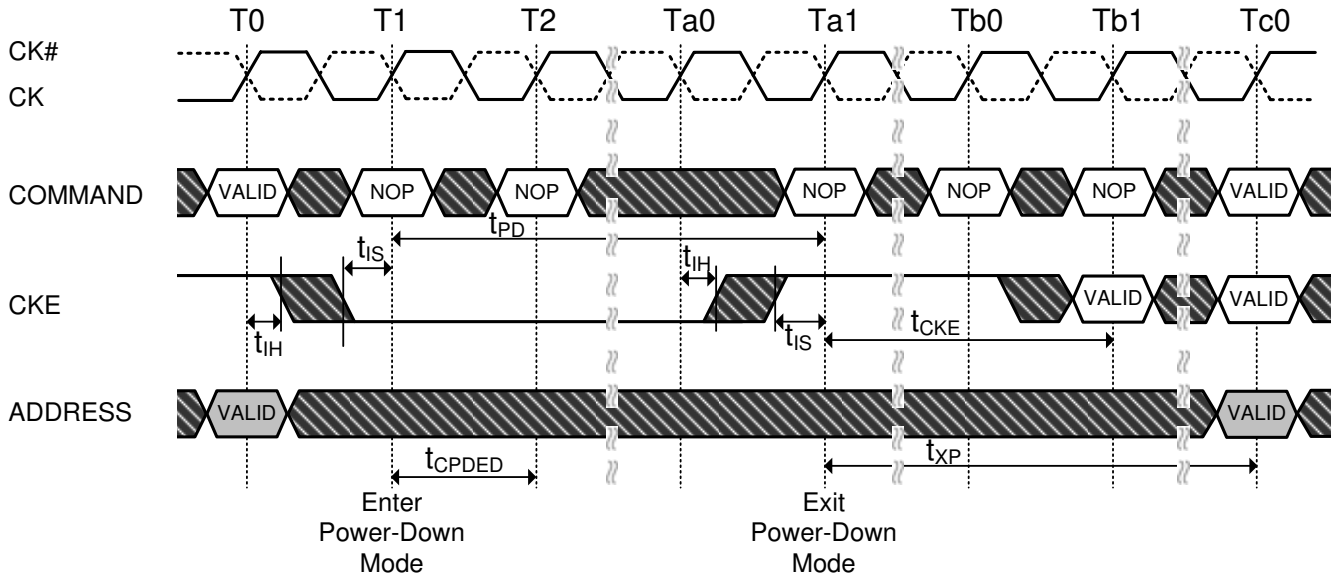 T0 T1 T2 Ta0 Ta1 Tb0 Tb1 Tc0
CK#
CK
COMMAND VALID NOP NOP NOP NOP NOP VALID
tPD
tIS tIH
CKE VALID VALID
tIH tIS tCKE
ADDRESS VALID VALID
tCPDED tXP
Enter
Power-Down
Mode
Exit
Power-Down
Mode